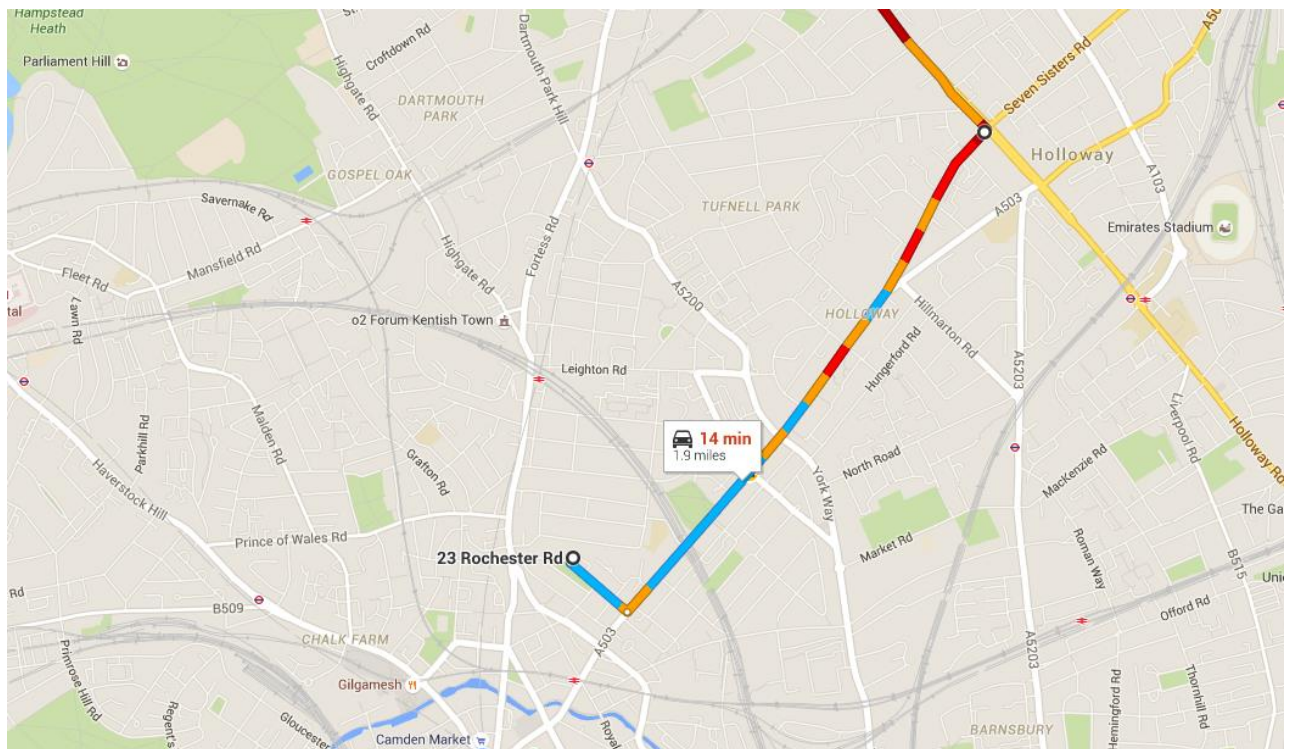 Hampstead
Heath
Parliament Hill
Croftdown Rd
Highgate Rd
Dartmouth Park Hill
DARTMOUTH
PARK
Seven Sisters Rd
Holloway
A103
A503
GOSPEL OAK
Savernake Rd
Mansfield Rd
Fleet Rd
Lawn Rd
tal
TUFNELL PARK
Emirates Stadium
Fortess Rd
Highgate Rd
A5200
o2 Forum Kentish Town
HOLLOWAY
Hillmarton Rd
Hungerford Rd
A5203
Leighton Rd
Parkhill Rd
Malden Rd
Grafton Rd
Haverstock Hill
14 min
1.9 miles
North Road
York Way
MacKenzie Rd
Liverpool Rd
Holloway Rd
Prince of Wales Rd
23 Rochester Rd
Market Rd
Roman Way
The Ga
B515
Rd
B509
Unio
Offord Rd
CHALK FARM
A503
A5203
Primrose Hill Rd
Gilgamesh
Regent's
Gloucester
Camden Market
Royal
BARNSBURY
Hemingford Rd
Thornhill Rd